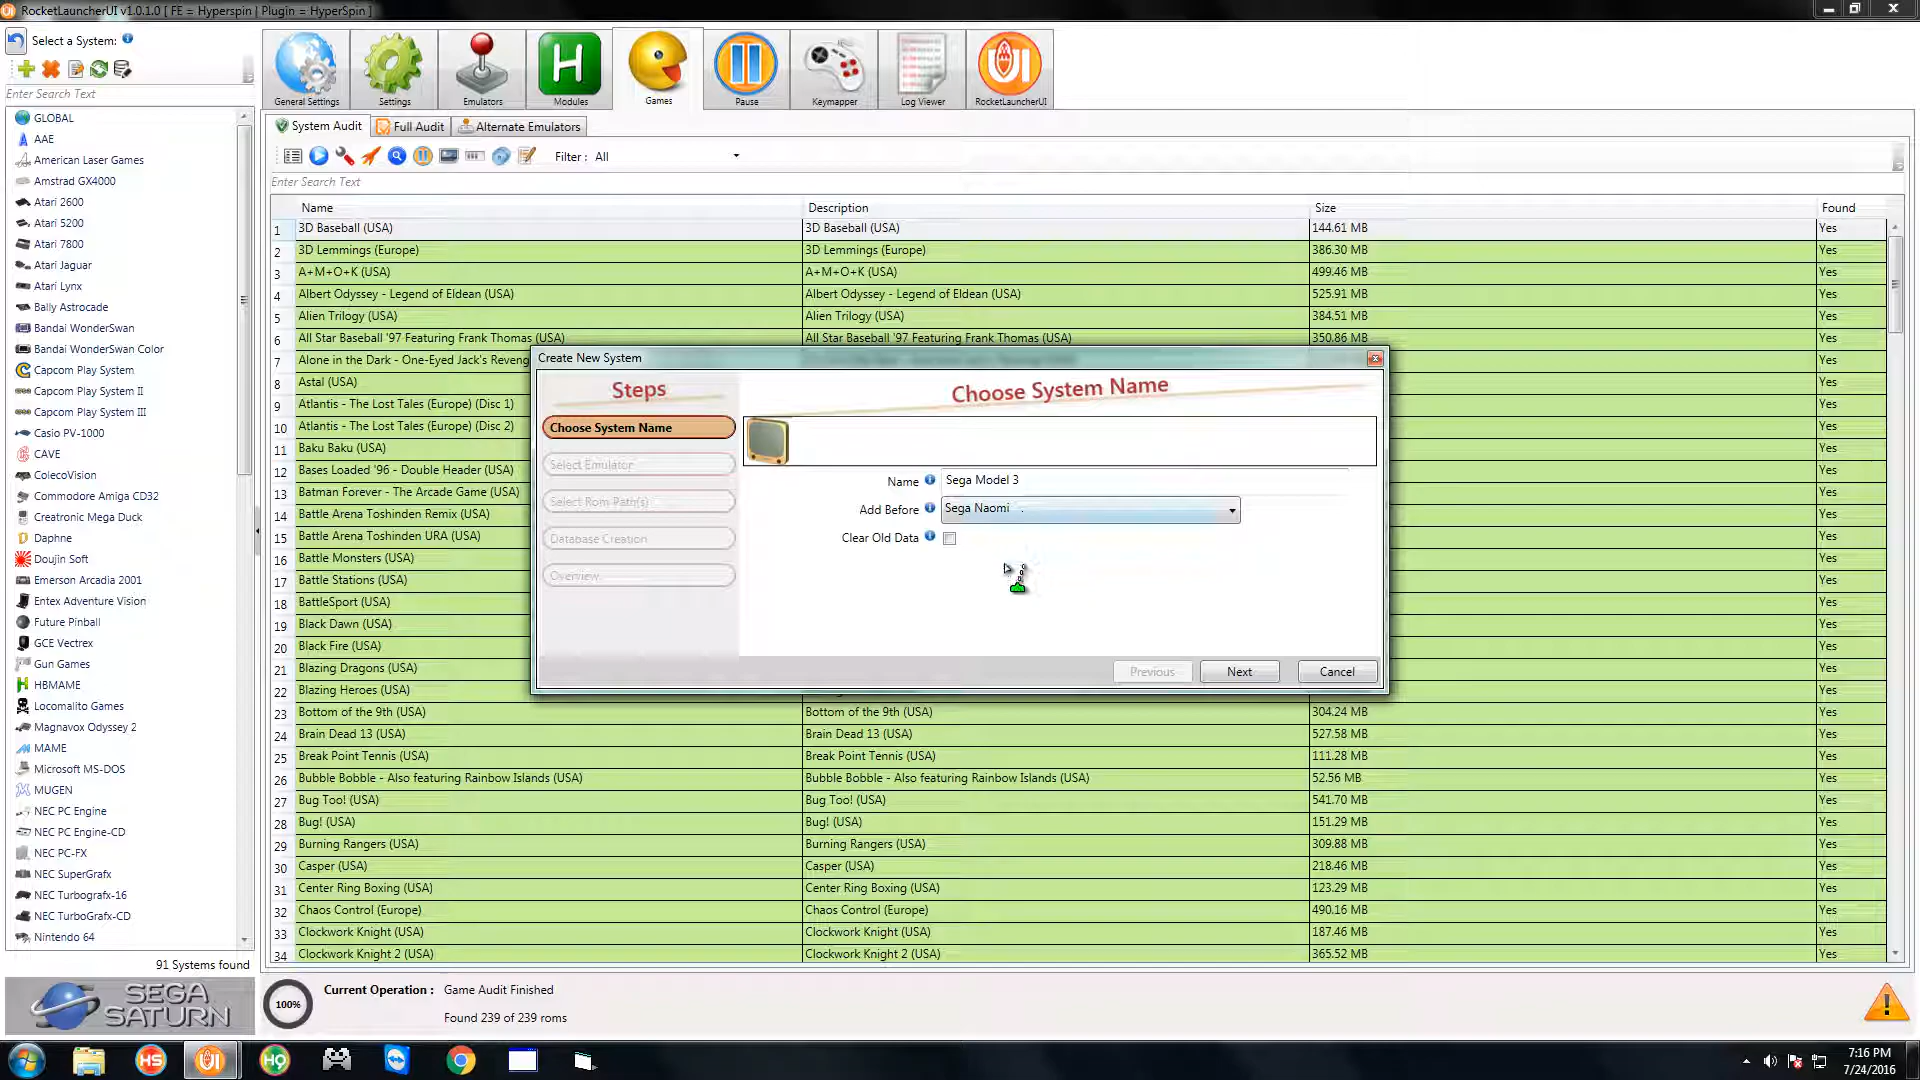 RocketLauncherUI v1.0.1.0 [ FE = Hyperspin | Plugin = HyperSpin ]
Select a System:
Enter Search Text
GLOBAL
AAE
American Laser Games
Amstrad GX4000
Atari 2600
Atari 5200
Atari 7800
Atari Jaguar
Atari Lynx
Bally Astrocade
Bandai WonderSwan
Bandai WonderSwan Color
Capcom Play System
Capcom Play System II
Capcom Play System III
Casio PV-1000
CAVE
ColecoVision
Commodore Amiga CD32
Creatronic Mega Duck
Daphne
Doujin Soft
Emerson Arcadia 2001
Entex Adventure Vision
Future Pinball
GCE Vectrex
Gun Games
HBMAME
Locomalito Games
Magnavox Odyssey 2
MAME
Microsoft MS-DOS
MUGEN
NEC PC Engine
NEC PC Engine-CD
NEC PC-FX
NEC SuperGrafx
NEC Turbografx-16
NEC TurboGrafx-CD
Nintendo 64
91 Systems found
SEGA SATURN
General Settings
Settings
Emulators
Modules
Games
Pause
Keymapper
Log Viewer
RocketLauncherUI
System Audit
Full Audit
Alternate Emulators
Filter : All
Enter Search Text
Name Description Size Found
1 3D Baseball (USA) 3D Baseball (USA) 144.61 MB Yes
2 3D Lemmings (Europe) 3D Lemmings (Europe) 386.30 MB Yes
3 A+M+O+K (USA) A+M+O+K (USA) 499.46 MB Yes
4 Albert Odyssey - Legend of Eldean (USA) Albert Odyssey - Legend of Eldean (USA) 525.91 MB Yes
5 Alien Trilogy (USA) Alien Trilogy (USA) 384.51 MB Yes
6 All Star Baseball '97 Featuring Frank Thomas (USA) All Star Baseball '97 Featuring Frank Thomas (USA) 350.86 MB Yes
7 Alone in the Dark - One-Eyed Jack's Reveng Yes
8 Astal (USA) Yes
9 Atlantis - The Lost Tales (Europe) (Disc 1) Yes
10 Atlantis - The Lost Tales (Europe) (Disc 2) Yes
11 Baku Baku (USA) Yes
12 Bases Loaded '96 - Double Header (USA) Yes
13 Batman Forever - The Arcade Game (USA) Yes
14 Battle Arena Toshinden Remix (USA) Yes
15 Battle Arena Toshinden URA (USA) Yes
16 Battle Monsters (USA) Yes
17 Battle Stations (USA) Yes
18 BattleSport (USA) Yes
19 Black Dawn (USA) Yes
20 Black Fire (USA) Yes
21 Blazing Dragons (USA) Yes
22 Blazing Heroes (USA) Yes
23 Bottom of the 9th (USA) Bottom of the 9th (USA) 304.24 MB Yes
24 Brain Dead 13 (USA) Brain Dead 13 (USA) 527.58 MB Yes
25 Break Point Tennis (USA) Break Point Tennis (USA) 111.28 MB Yes
26 Bubble Bobble - Also featuring Rainbow Islands (USA) Bubble Bobble - Also featuring Rainbow Islands (USA) 52.56 MB Yes
27 Bug Too! (USA) Bug Too! (USA) 541.70 MB Yes
28 Bug! (USA) Bug! (USA) 151.29 MB Yes
29 Burning Rangers (USA) Burning Rangers (USA) 309.88 MB Yes
30 Casper (USA) Casper (USA) 218.46 MB Yes
31 Center Ring Boxing (USA) Center Ring Boxing (USA) 123.29 MB Yes
32 Chaos Control (Europe) Chaos Control (Europe) 490.16 MB Yes
33 Clockwork Knight (USA) Clockwork Knight (USA) 187.46 MB Yes
34 Clockwork Knight 2 (USA) Clockwork Knight 2 (USA) 365.52 MB Yes
Create New System
Steps
Choose System Name
Select Emulator
Select Rom Path(s)
Database Creation
Overview
Choose System Name
Name Sega Model 3
Add Before Sega Naomi
Clear Old Data
Previous Next Cancel
100%
Current Operation : Game Audit Finished
Found 239 of 239 roms
HS
UI
HQ
7:16 PM
7/24/2016